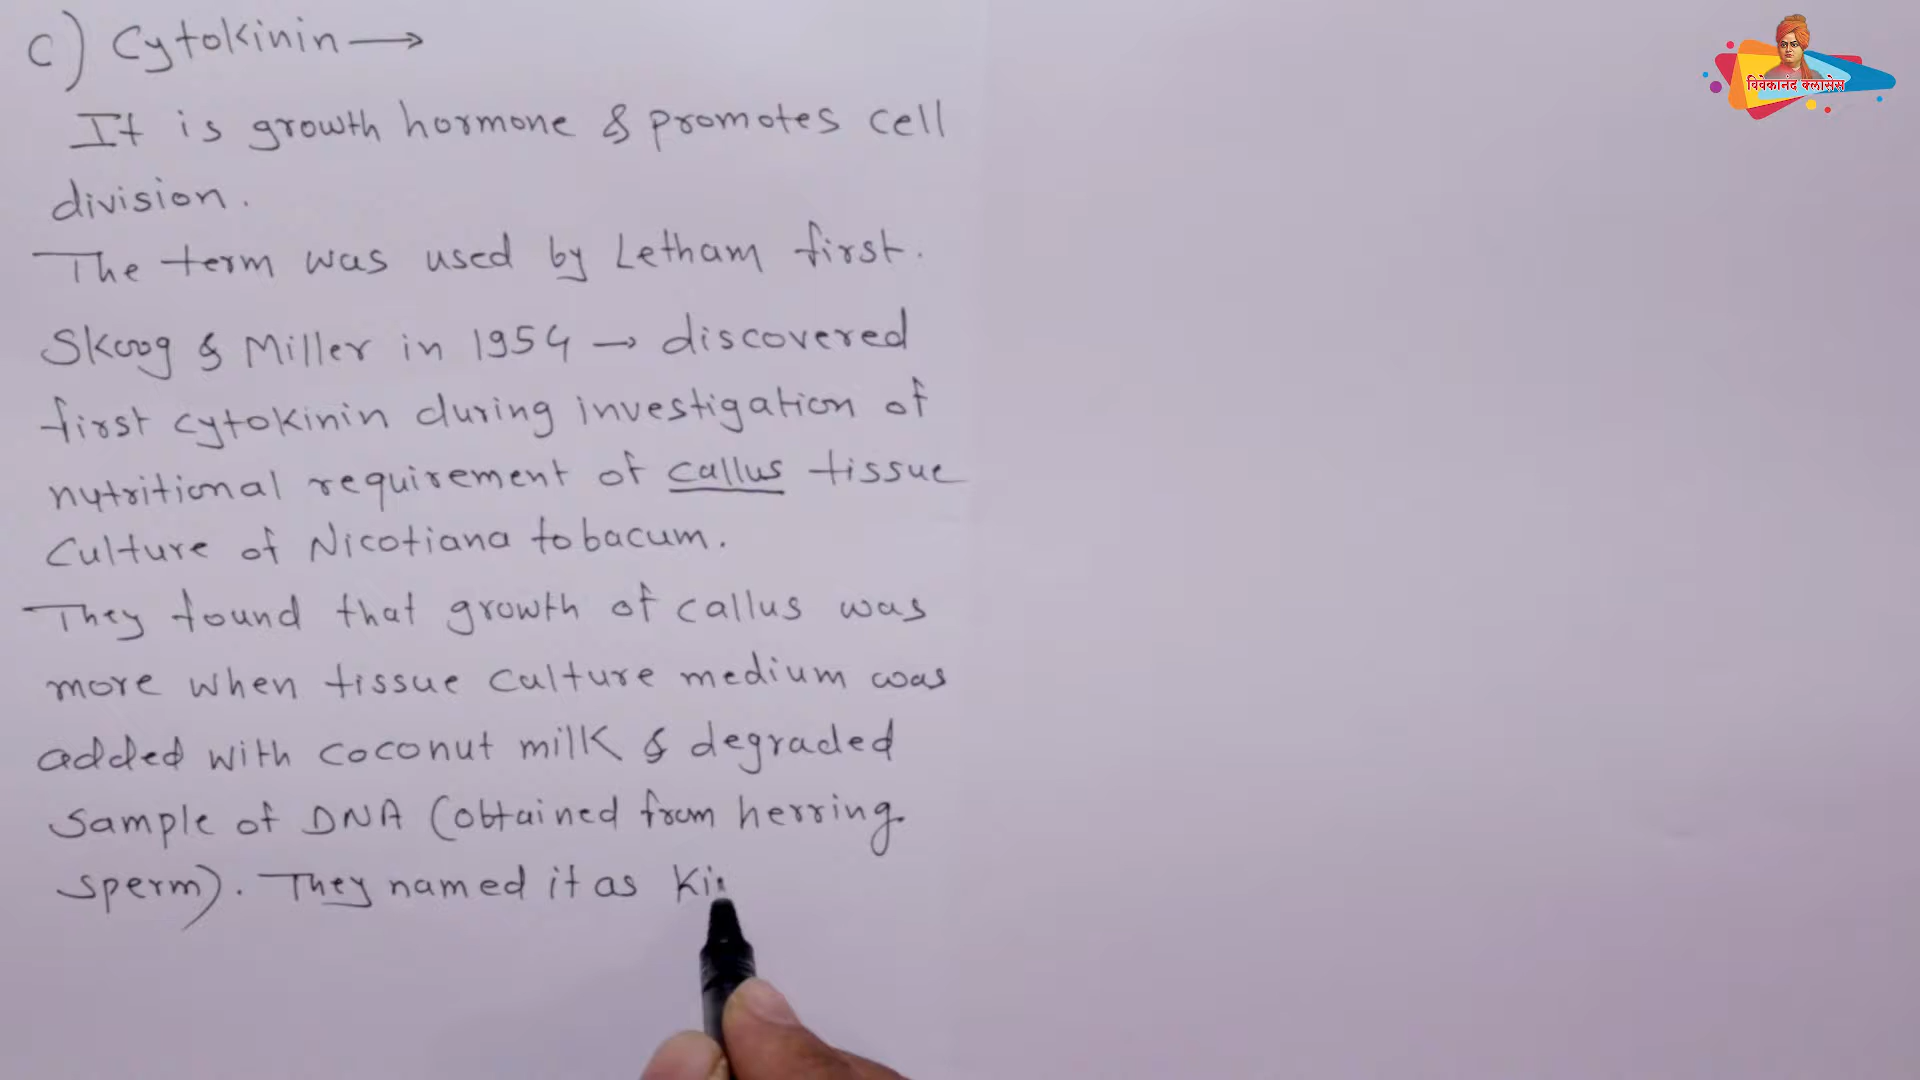 C) Cytokinin →
It is growth hormone & promotes cell
division.
The term was used by Letham first.
Skoog & Miller in 1954 → discovered
first cytokinin during investigation of
nutritional requirement of callus tissue
Culture of Nicotiana tobacum.
They found that growth of callus was
more when tissue culture medium was
added with coconut milk & degraded
sample of DNA (obtained from herring
sperm). They named it as Kin
विवेकानंद क्लासेस